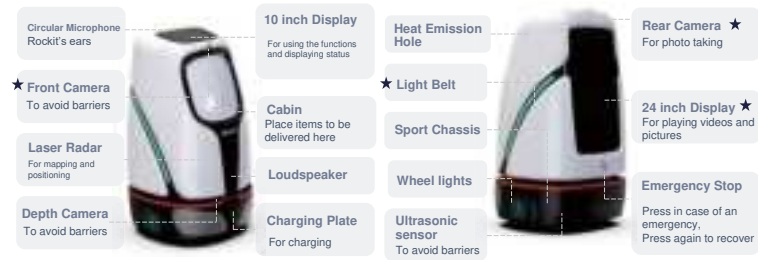 Circular Microphone
Rockit's ears
Front Camera
To avoid barriers
Laser Radar
For mapping and
positioning
Depth Camera
To avoid barriers
10 inch Display
For using the functions
and displaying status
Cabin
Place items to be
delivered here
Loudspeaker
Charging Plate
For charging
Heat Emission
Hole
Light Belt
Sport Chassis
Wheel lights
Ultrasonic
sensor
To avoid barriers
Rear Camera
For photo taking
24 inch Display
For playing videos and
pictures
Emergency Stop
Press in case of an
emergency,
Press again to recover